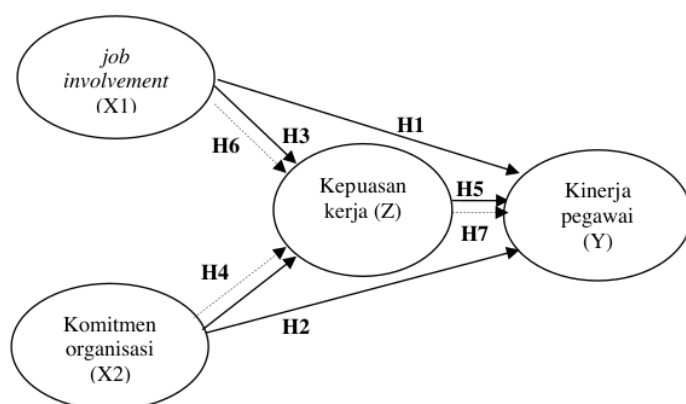 job
involvement
(X1)
H1
H3
H6
Kepuasan
kerja (Z)
H5
H7
Kinerja
pegawai
(Y)
H4
H2
Komitmen
organisasi
(X2)